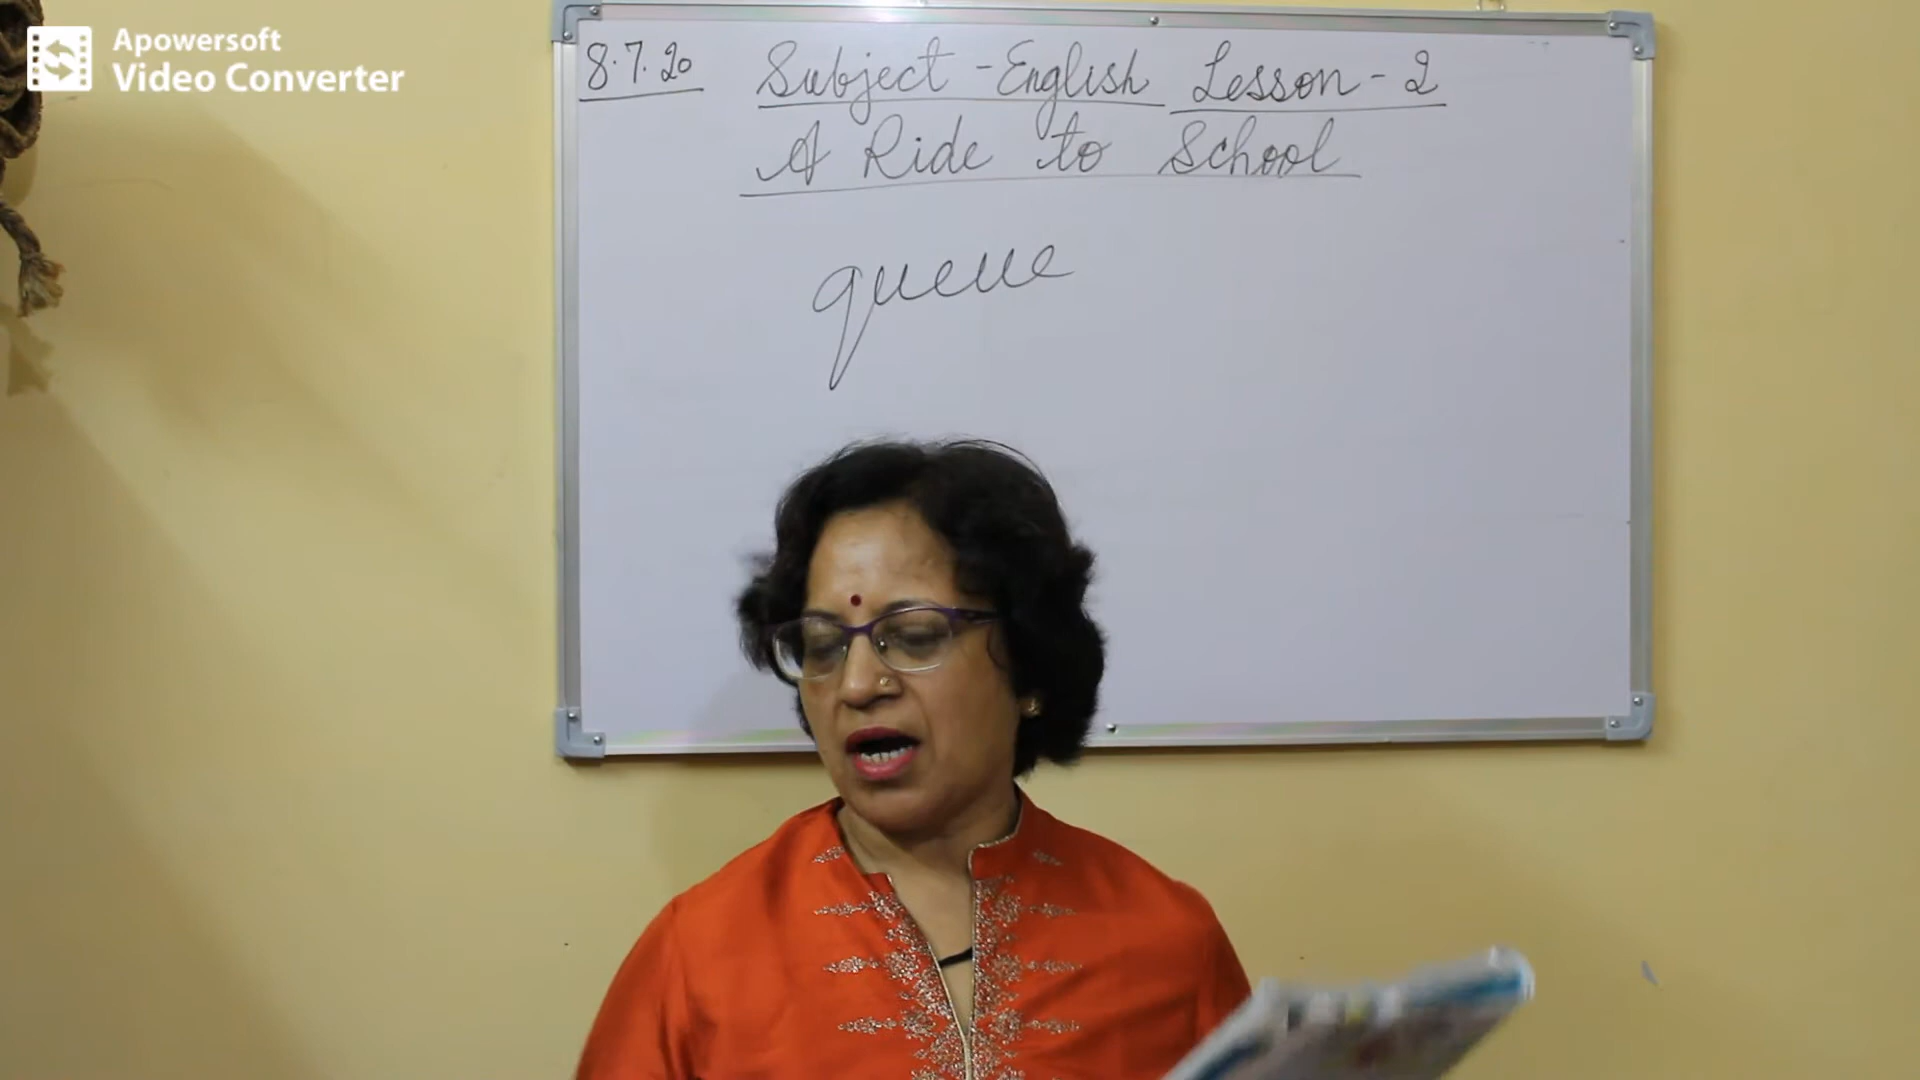 Apowersoft
Video Converter
8.7.20 Subject - English Lesson - 2
A Ride to School
queue